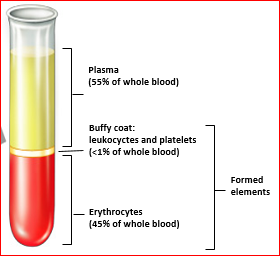 Plasma
(55% of whole blood)
Buffy coat:
leukocyctes and platelets
(<1% of whole blood)
Formed
elements
Erythrocytes
(45% of whole blood)